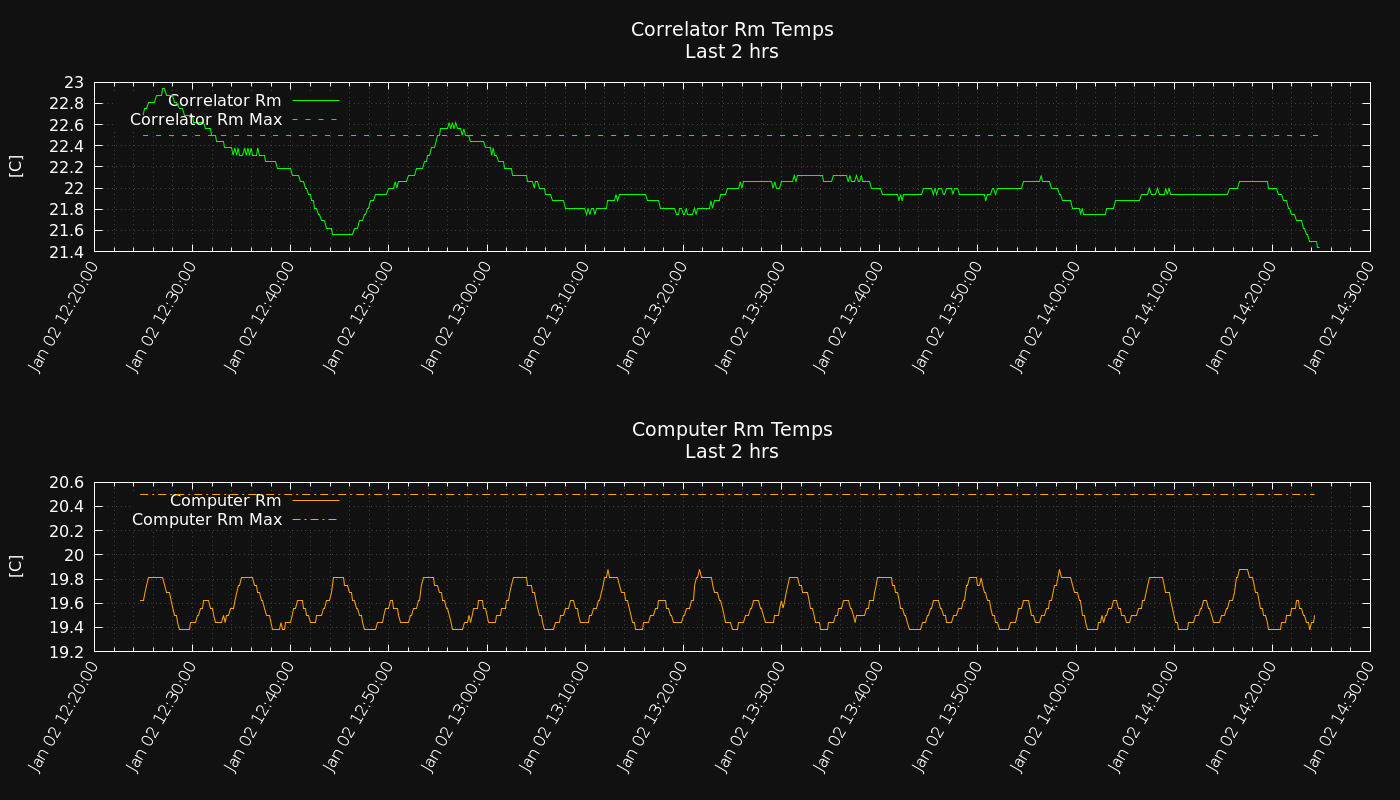 Correlator Rm Temps
Last 2 hrs
[C]
23
22.8
22.6
22.4
22.2
22
21.8
21.6
21.4
Correlator Rm
Correlator Rm Max
Jan 02 12:20:00
Jan 02 12:30:00
Jan 02 12:40:00
Jan 02 12:50:00
Jan 02 13:00:00
Jan 02 13:10:00
Jan 02 13:20:00
Jan 02 13:30:00
Jan 02 13:40:00
Jan 02 13:50:00
Jan 02 14:00:00
Jan 02 14:10:00
Jan 02 14:20:00
Jan 02 14:30:00
Computer Rm Temps
Last 2 hrs
[C]
20.6
20.4
20.2
20
19.8
19.6
19.4
19.2
Computer Rm
Computer Rm Max
Jan 02 12:20:00
Jan 02 12:30:00
Jan 02 12:40:00
Jan 02 12:50:00
Jan 02 13:00:00
Jan 02 13:10:00
Jan 02 13:20:00
Jan 02 13:30:00
Jan 02 13:40:00
Jan 02 13:50:00
Jan 02 14:00:00
Jan 02 14:10:00
Jan 02 14:20:00
Jan 02 14:30:00